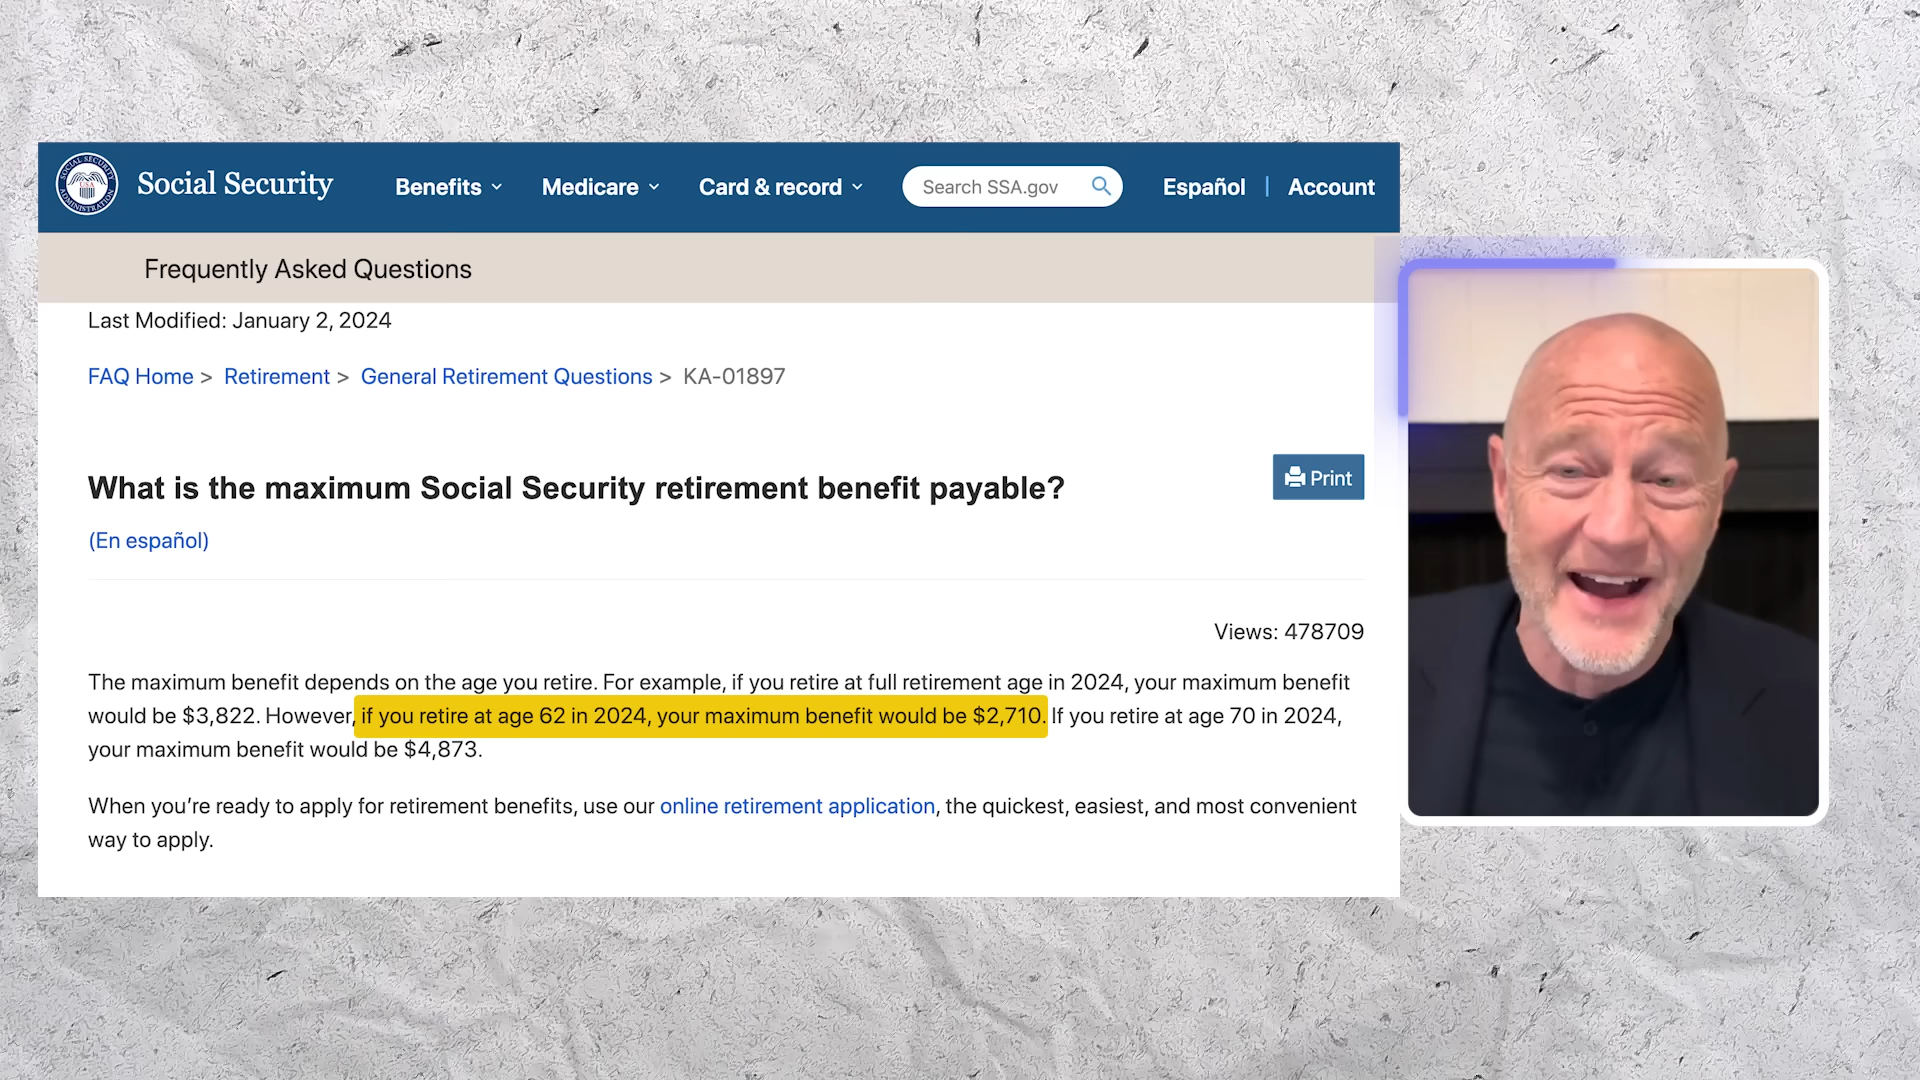 SOCIAL SECURITY ADMINISTRATION
USA
Social Security
Benefits
Medicare
Card & record
Search SSA.gov
Español
Account
Frequently Asked Questions
Last Modified: January 2, 2024
FAQ Home > Retirement > General Retirement Questions > KA-01897
What is the maximum Social Security retirement benefit payable?
Print
(En español)
Views: 478709
The maximum benefit depends on the age you retire. For example, if you retire at full retirement age in 2024, your maximum benefit
would be $3,822. However, if you retire at age 62 in 2024, your maximum benefit would be $2,710. If you retire at age 70 in 2024,
your maximum benefit would be $4,873.
When you’re ready to apply for retirement benefits, use our online retirement application, the quickest, easiest, and most convenient
way to apply.